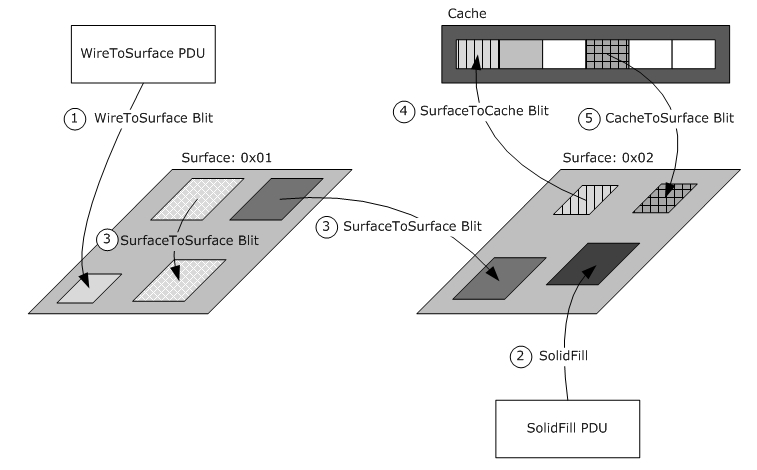 Cache
WireToSurface PDU
1 WireToSurface Blit
4 SurfaceToCache Blit
5 CacheToSurface Blit
Surface: 0x01
Surface: 0x02
3 SurfaceToSurface Blit
3 SurfaceToSurface Blit
2 SolidFill
SolidFill PDU